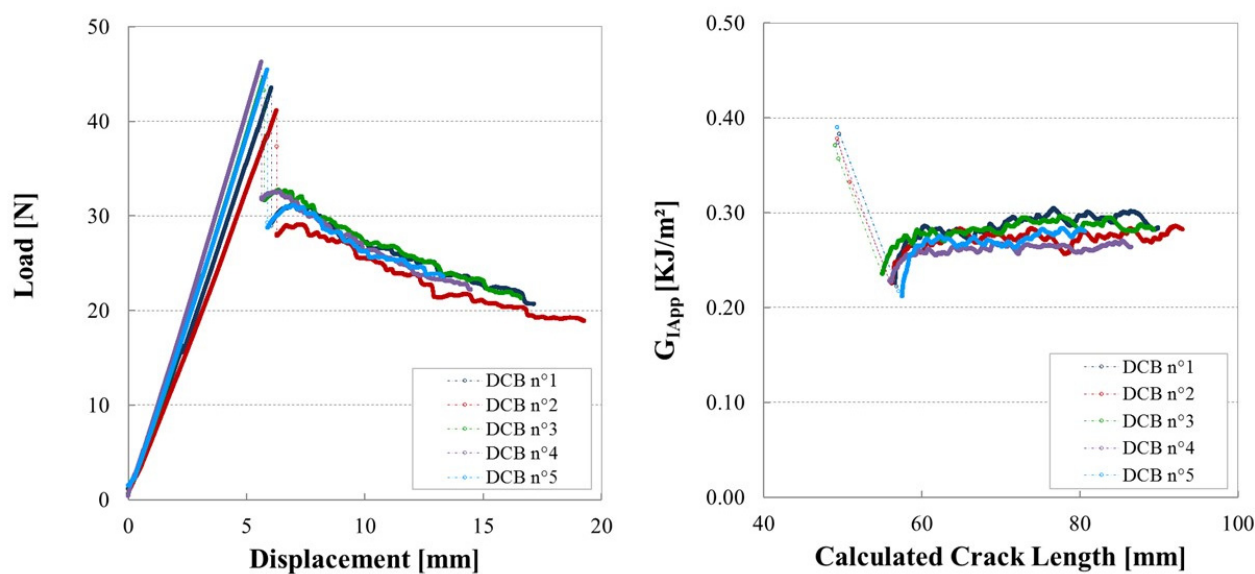 50
40
30
20
10
0
Load [N]
0
5
10
15
20
Displacement [mm]
DCB n°1
DCB n°2
DCB n°3
DCB n°4
DCB n°5
0.50
0.40
0.30
0.20
0.10
0.00
G_IApp [KJ/m²]
40
60
80
100
Calculated Crack Length [mm]
DCB n°1
DCB n°2
DCB n°3
DCB n°4
DCB n°5